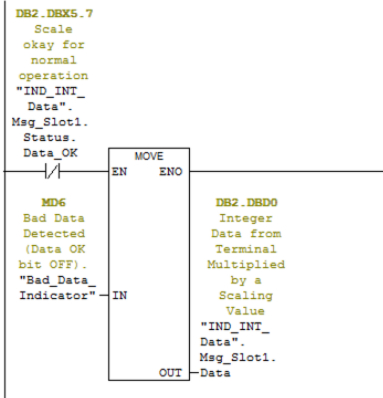 DB2.DBX5.7
Scale
okay for
normal
operation
"IND_INT_
Data".
Msg_Slot1.
Status.
Data_OK
MOVE
EN ENO
MD6
Bad Data
Detected
(Data OK
bit OFF).
"Bad_Data_
Indicator" IN
DB2.DBD0
Integer
Data from
Terminal
Multiplied
by a
Scaling
Value
"IND_INT_
Data".
Msg_Slot1.
OUT Data